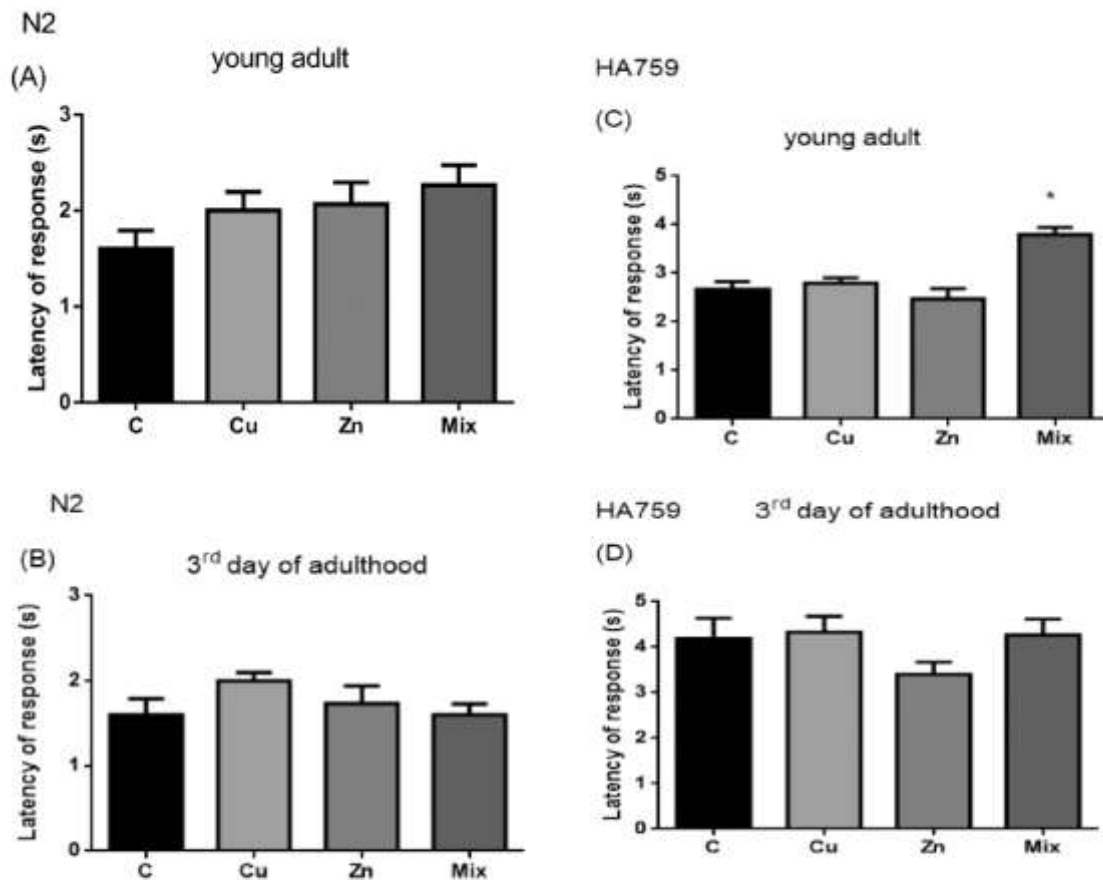 N2
(A)
young adult
Latency of response (s)
3
2
1
0
C Cu Zn Mix
HA759
(C)
young adult
Latency of response (s)
5
4
3
2
1
0
*
C Cu Zn Mix
N2
(B)
3rd day of adulthood
Latency of response (s)
3
2
1
0
C Cu Zn Mix
HA759 3rd day of adulthood
(D)
Latency of response (s)
5
4
3
4
1
0
C Cu Zn Mix